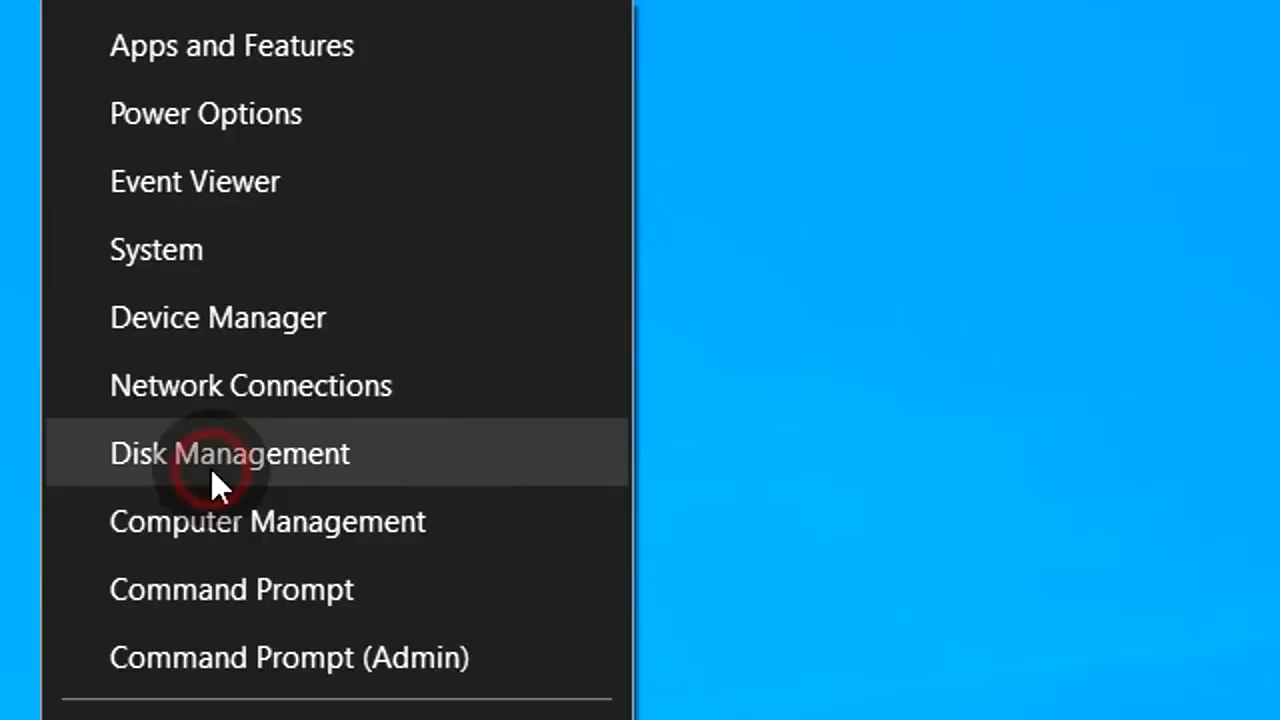 Apps and Features
Power Options
Event Viewer
System
Device Manager
Network Connections
Disk Management
Computer Management
Command Prompt
Command Prompt (Admin)